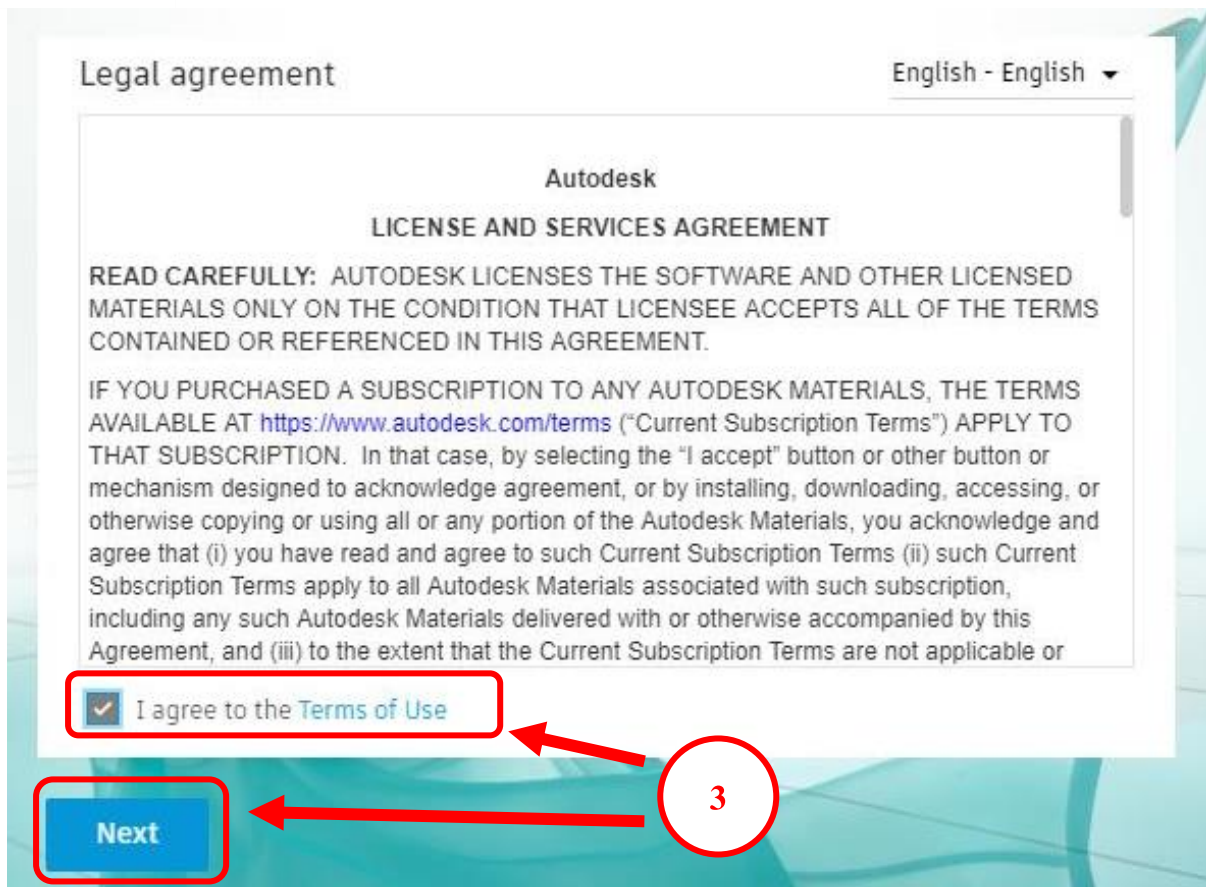 Legal agreement
English - English
Autodesk
LICENSE AND SERVICES AGREEMENT
READ CAREFULLY: AUTODESK LICENSES THE SOFTWARE AND OTHER LICENSED
MATERIALS ONLY ON THE CONDITION THAT LICENSEE ACCEPTS ALL OF THE TERMS
CONTAINED OR REFERENCED IN THIS AGREEMENT.
IF YOU PURCHASED A SUBSCRIPTION TO ANY AUTODESK MATERIALS, THE TERMS
AVAILABLE AT https://www.autodesk.com/terms (“Current Subscription Terms”) APPLY TO
THAT SUBSCRIPTION. In that case, by selecting the “I accept” button or other button or
mechanism designed to acknowledge agreement, or by installing, downloading, accessing, or
otherwise copying or using all or any portion of the Autodesk Materials, you acknowledge and
agree that (i) you have read and agree to such Current Subscription Terms (ii) such Current
Subscription Terms apply to all Autodesk Materials associated with such subscription,
including any such Autodesk Materials delivered with or otherwise accompanied by this
Agreement, and (iii) to the extent that the Current Subscription Terms are not applicable or
I agree to the Terms of Use
3
Next